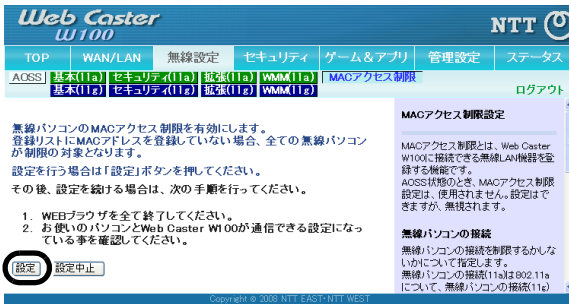 Web Caster
W100
NTT
TOP WAN/LAN 無線設定 セキュリティ ゲーム&アプリ 管理設定 ステータス
AOSS 基本(11a) セキュリティ(11a) 拡張(11a) WMM(11a) MACアクセス制限
基本(11g) セキュリティ(11g) 拡張(11g) WMM(11g)
ログアウト
無線パソコンのMACアクセス制限を有効にします。
登録リストにMACアドレスを登録していない場合、全ての無線パソコン
が制限の対象となります。
設定を行う場合は「設定」ボタンを押してください。
その後、設定を続ける場合は、次の手順を行ってください。
1. WEBブラウザを全て終了してください。
2. お使いのパソコンとWeb Caster W100が通信できる設定になっ
ている事を確認してください。
設定 設定中止
MACアクセス制限設定
MACアクセス制限とは、Web Caster
W100に接続できる無線LAN機器を登
録する機能です。
AOSS状態のとき、MACアクセス制限
設定は、使用されません。設定はで
きますが、無視されます。
無線パソコンの接続
無線パソコンの接続を制限するかしな
いかについて指定します。
無線パソコンの接続(11a)は802.11a
について、無線パソコンの接続(11g)
Copyright © 2008 NTT EAST・NTT WEST